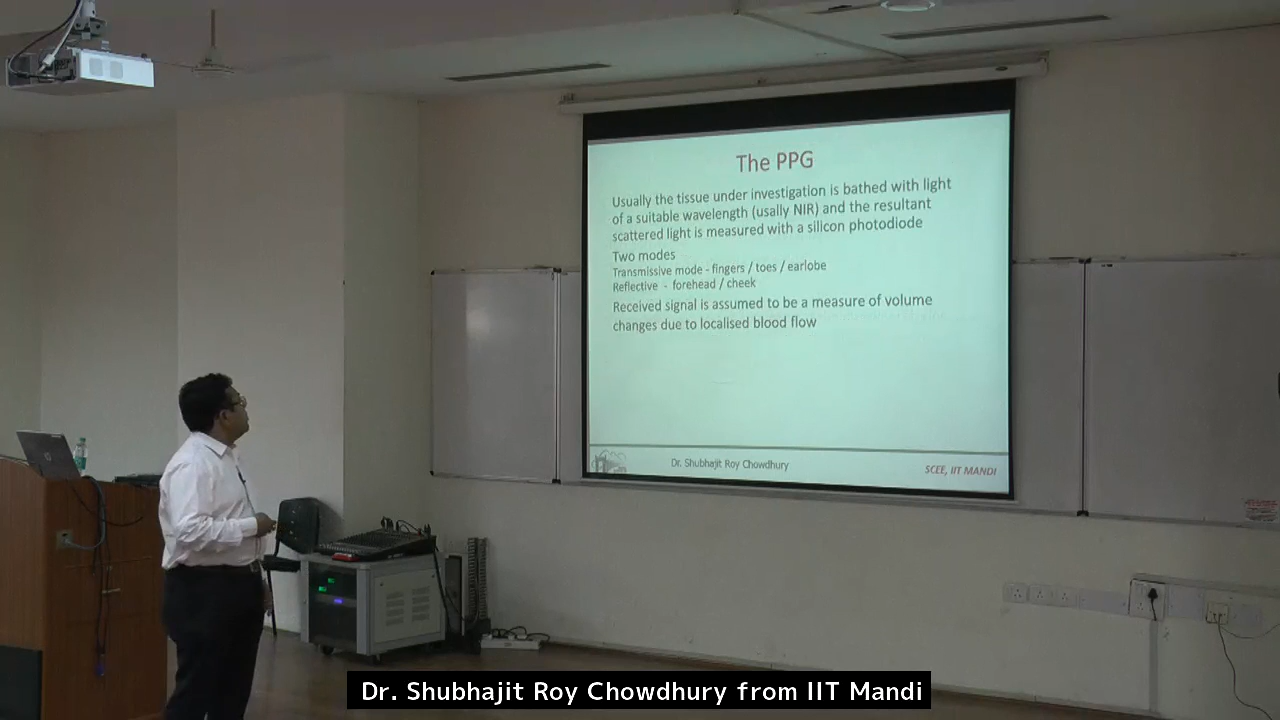 The PPG
Usually the tissue under investigation is bathed with light
of a suitable wavelength (usally NIR) and the resultant
scattered light is measured with a silicon photodiode
Two modes
Transmissive mode - fingers / toes / earlobe
Reflective - forehead / cheek
Received signal is assumed to be a measure of volume
changes due to localised blood flow
Dr. Shubhajit Roy Chowdhury
SCEE, IIT MANDI
Dr. Shubhajit Roy Chowdhury from IIT Mandi